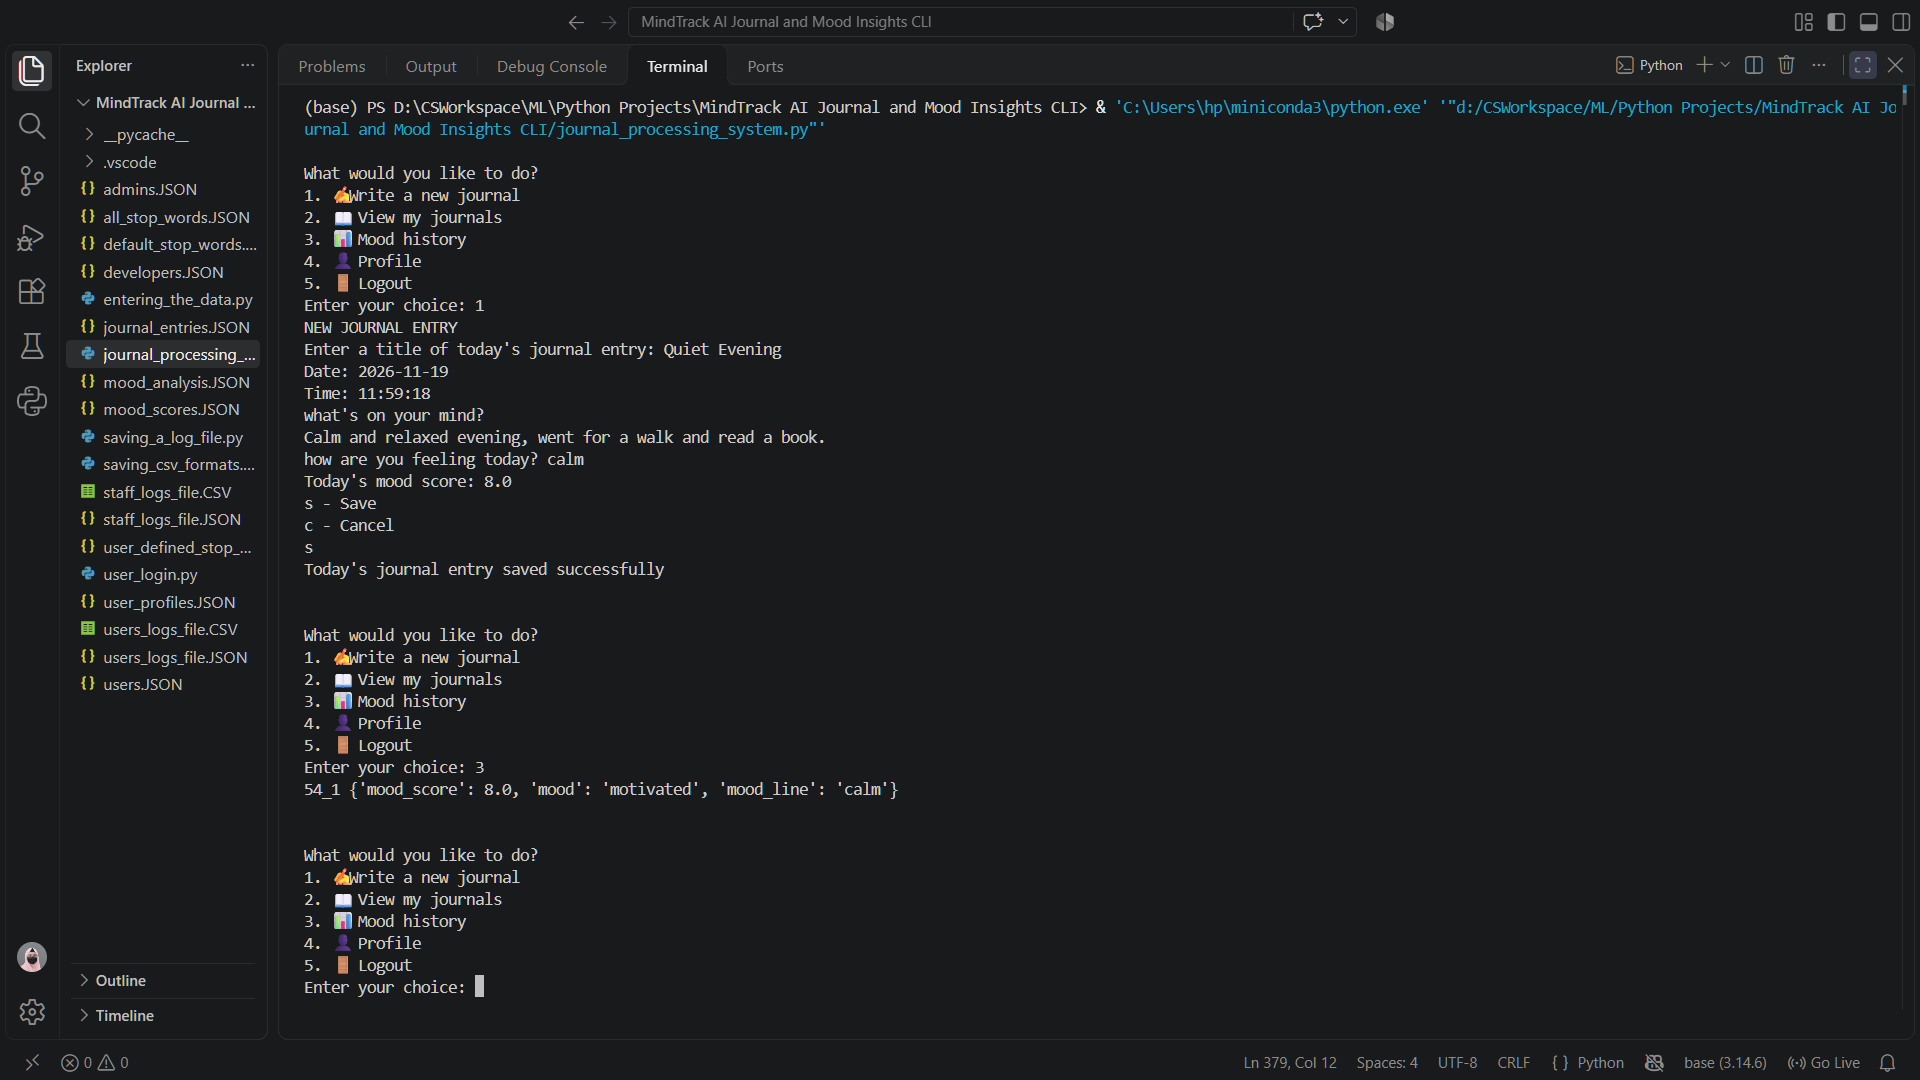 MindTrack AI Journal and Mood Insights CLI
Explorer
MindTrack AI Journal ...
__pycache__
.vscode
admins.JSON
all_stop_words.JSON
default_stop_words....
developers.JSON
entering_the_data.py
journal_entries.JSON
journal_processing_...
mood_analysis.JSON
mood_scores.JSON
saving_a_log_file.py
saving_csv_formats....
staff_logs_file.CSV
staff_logs_file.JSON
user_defined_stop_...
user_login.py
user_profiles.JSON
users_logs_file.CSV
users_logs_file.JSON
users.JSON
Outline
Timeline
Problems Output Debug Console Terminal Ports
Python
(base) PS D:\CSWorkspace\ML\Python Projects\MindTrack AI Journal and Mood Insights CLI> & 'C:\Users\hp\miniconda3\python.exe' '"d:/CSWorkspace/ML/Python Projects/MindTrack AI Jo
urnal and Mood Insights CLI/journal_processing_system.py"'
What would you like to do?
1. ✍️Write a new journal
2. 📖 View my journals
3. 📊 Mood history
4. 👤 Profile
5. 🚪 Logout
Enter your choice: 1
NEW JOURNAL ENTRY
Enter a title of today's journal entry: Quiet Evening
Date: 2026-11-19
Time: 11:59:18
what's on your mind?
Calm and relaxed evening, went for a walk and read a book.
how are you feeling today? calm
Today's mood score: 8.0
s - Save
c - Cancel
s
Today's journal entry saved successfully
What would you like to do?
1. ✍️Write a new journal
2. 📖 View my journals
3. 📊 Mood history
4. 👤 Profile
5. 🚪 Logout
Enter your choice: 3
54_1 {'mood_score': 8.0, 'mood': 'motivated', 'mood_line': 'calm'}
What would you like to do?
1. ✍️Write a new journal
2. 📖 View my journals
3. 📊 Mood history
4. 👤 Profile
5. 🚪 Logout
Enter your choice:
0 0
Ln 379, Col 12 Spaces: 4 UTF-8 CRLF { } Python base (3.14.6) Go Live